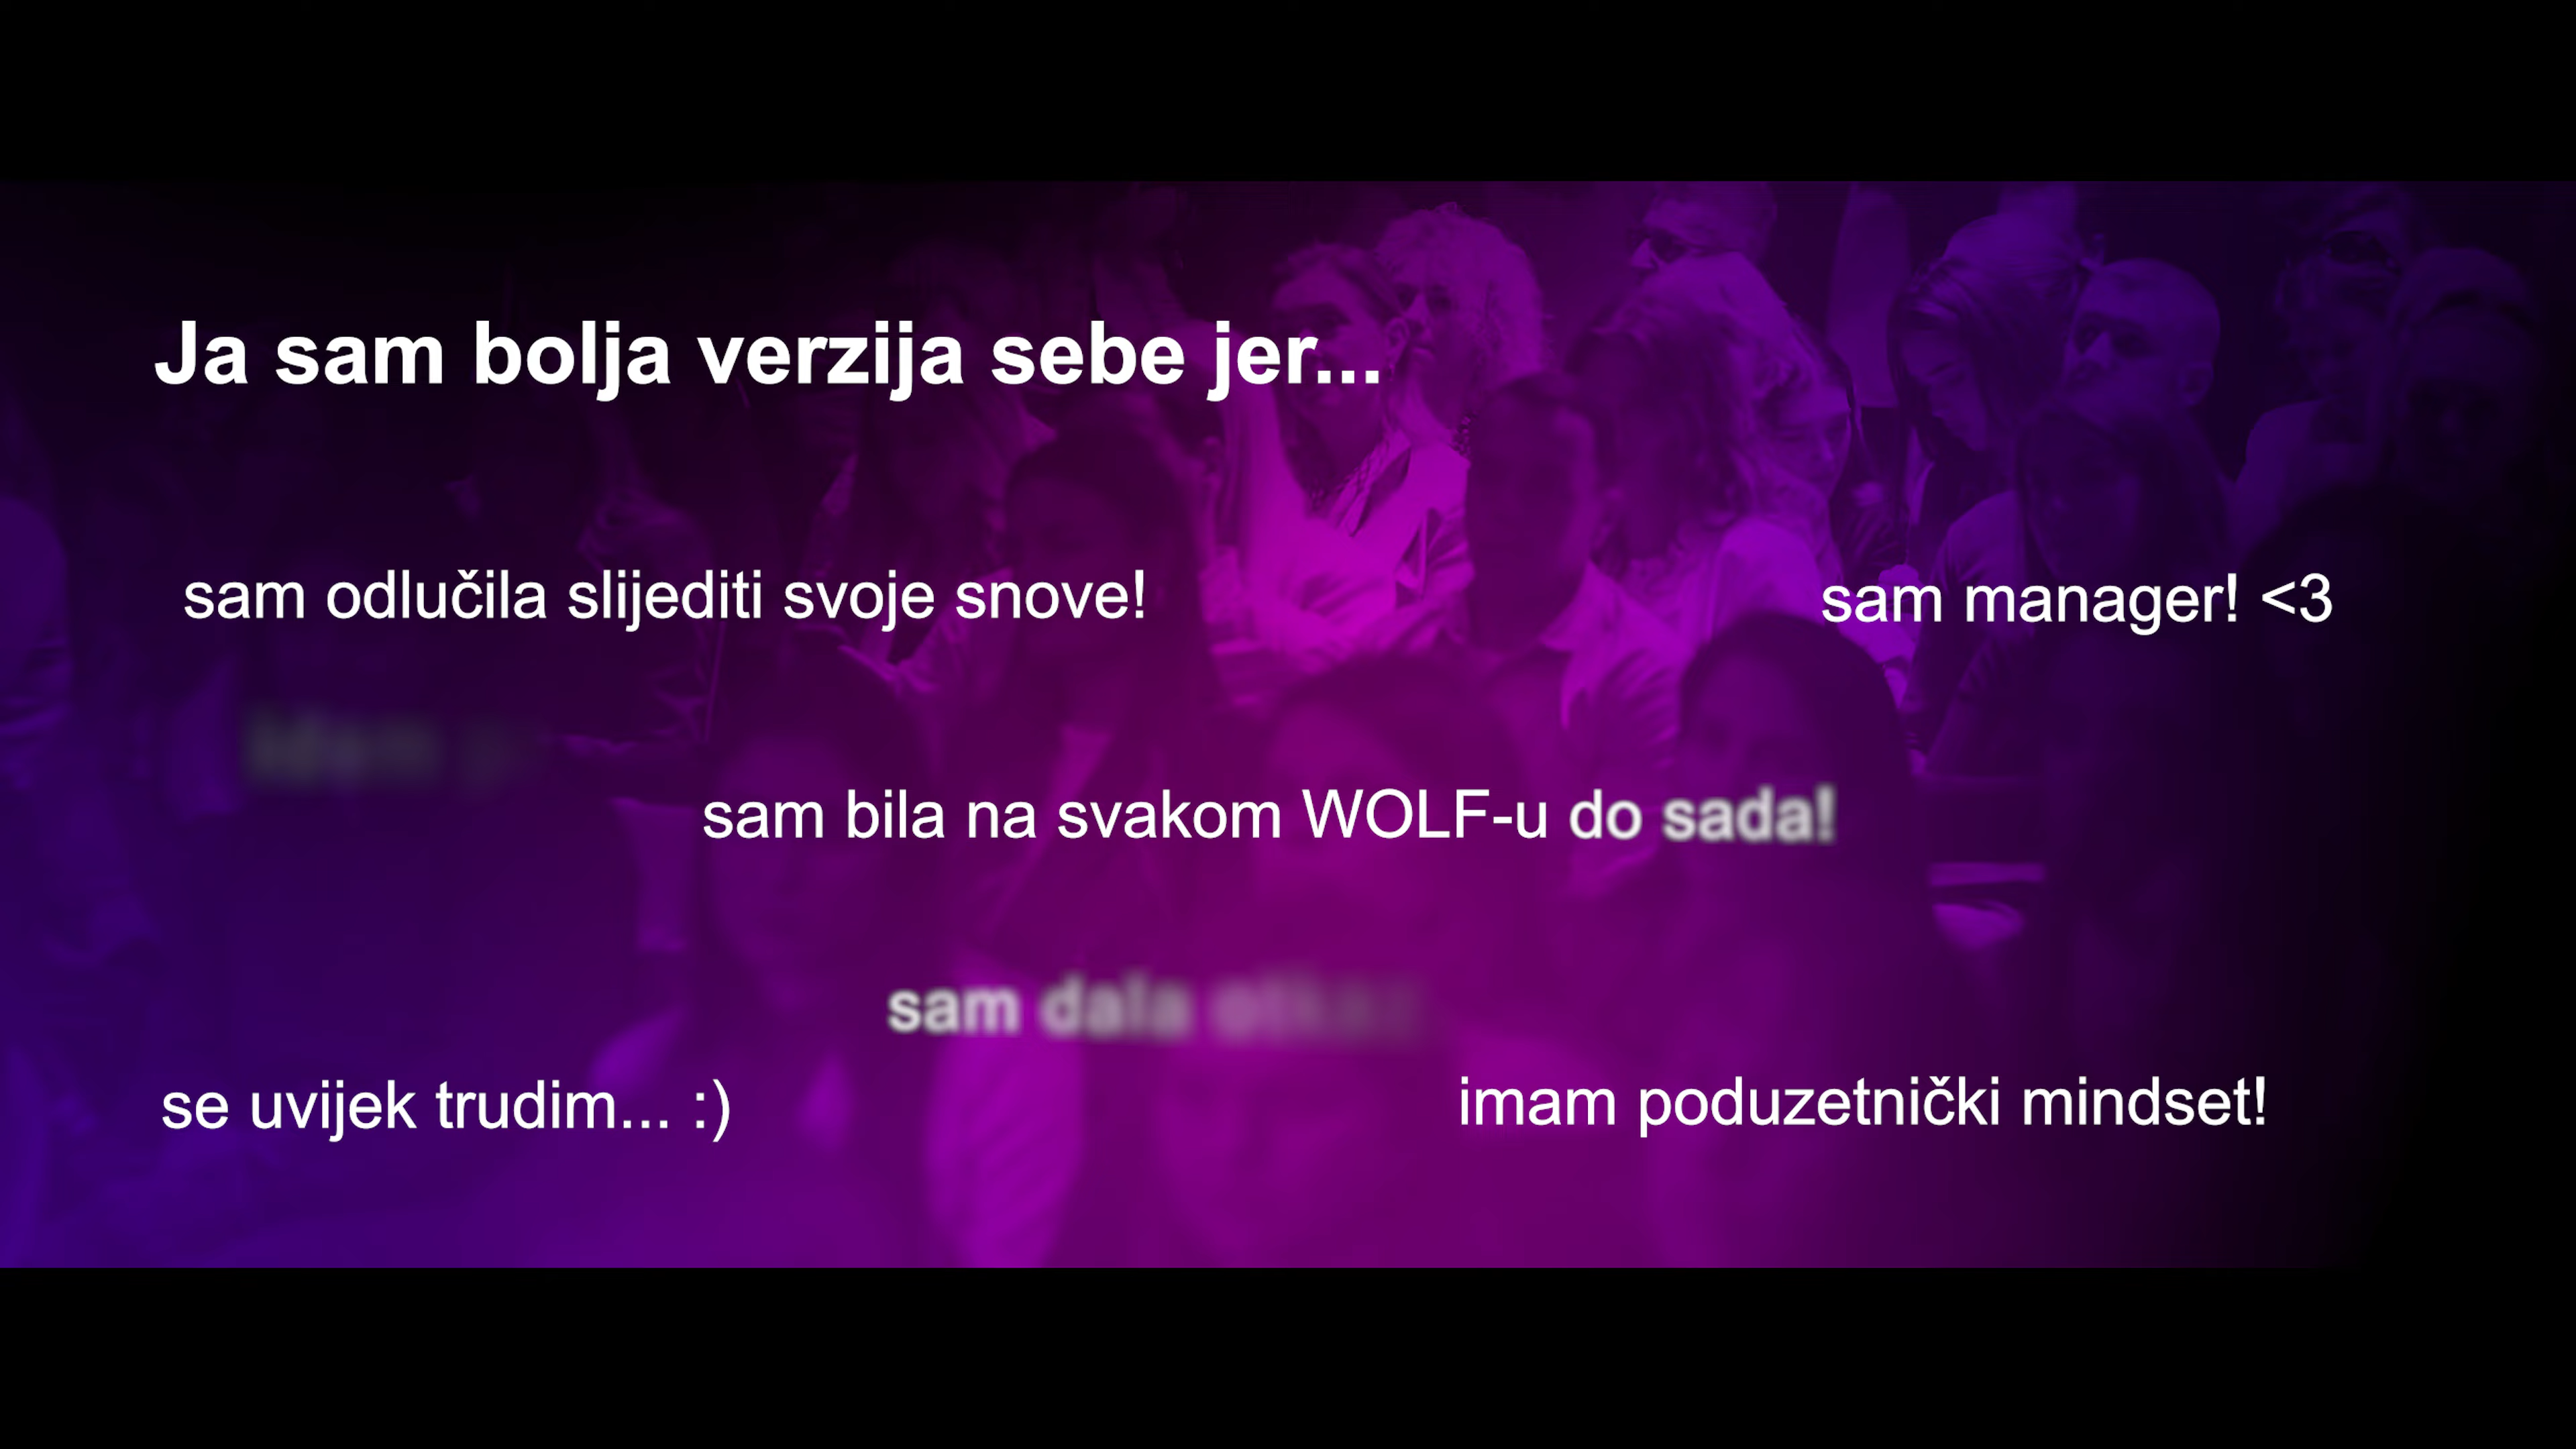 Ja sam bolja verzija sebe jer...
sam odlučila slijediti svoje snove!
sam manager! <3
sam bila na svakom WOLF-u do sada!
sam dala
se uvijek trudim... :)
imam poduzetnički mindset!